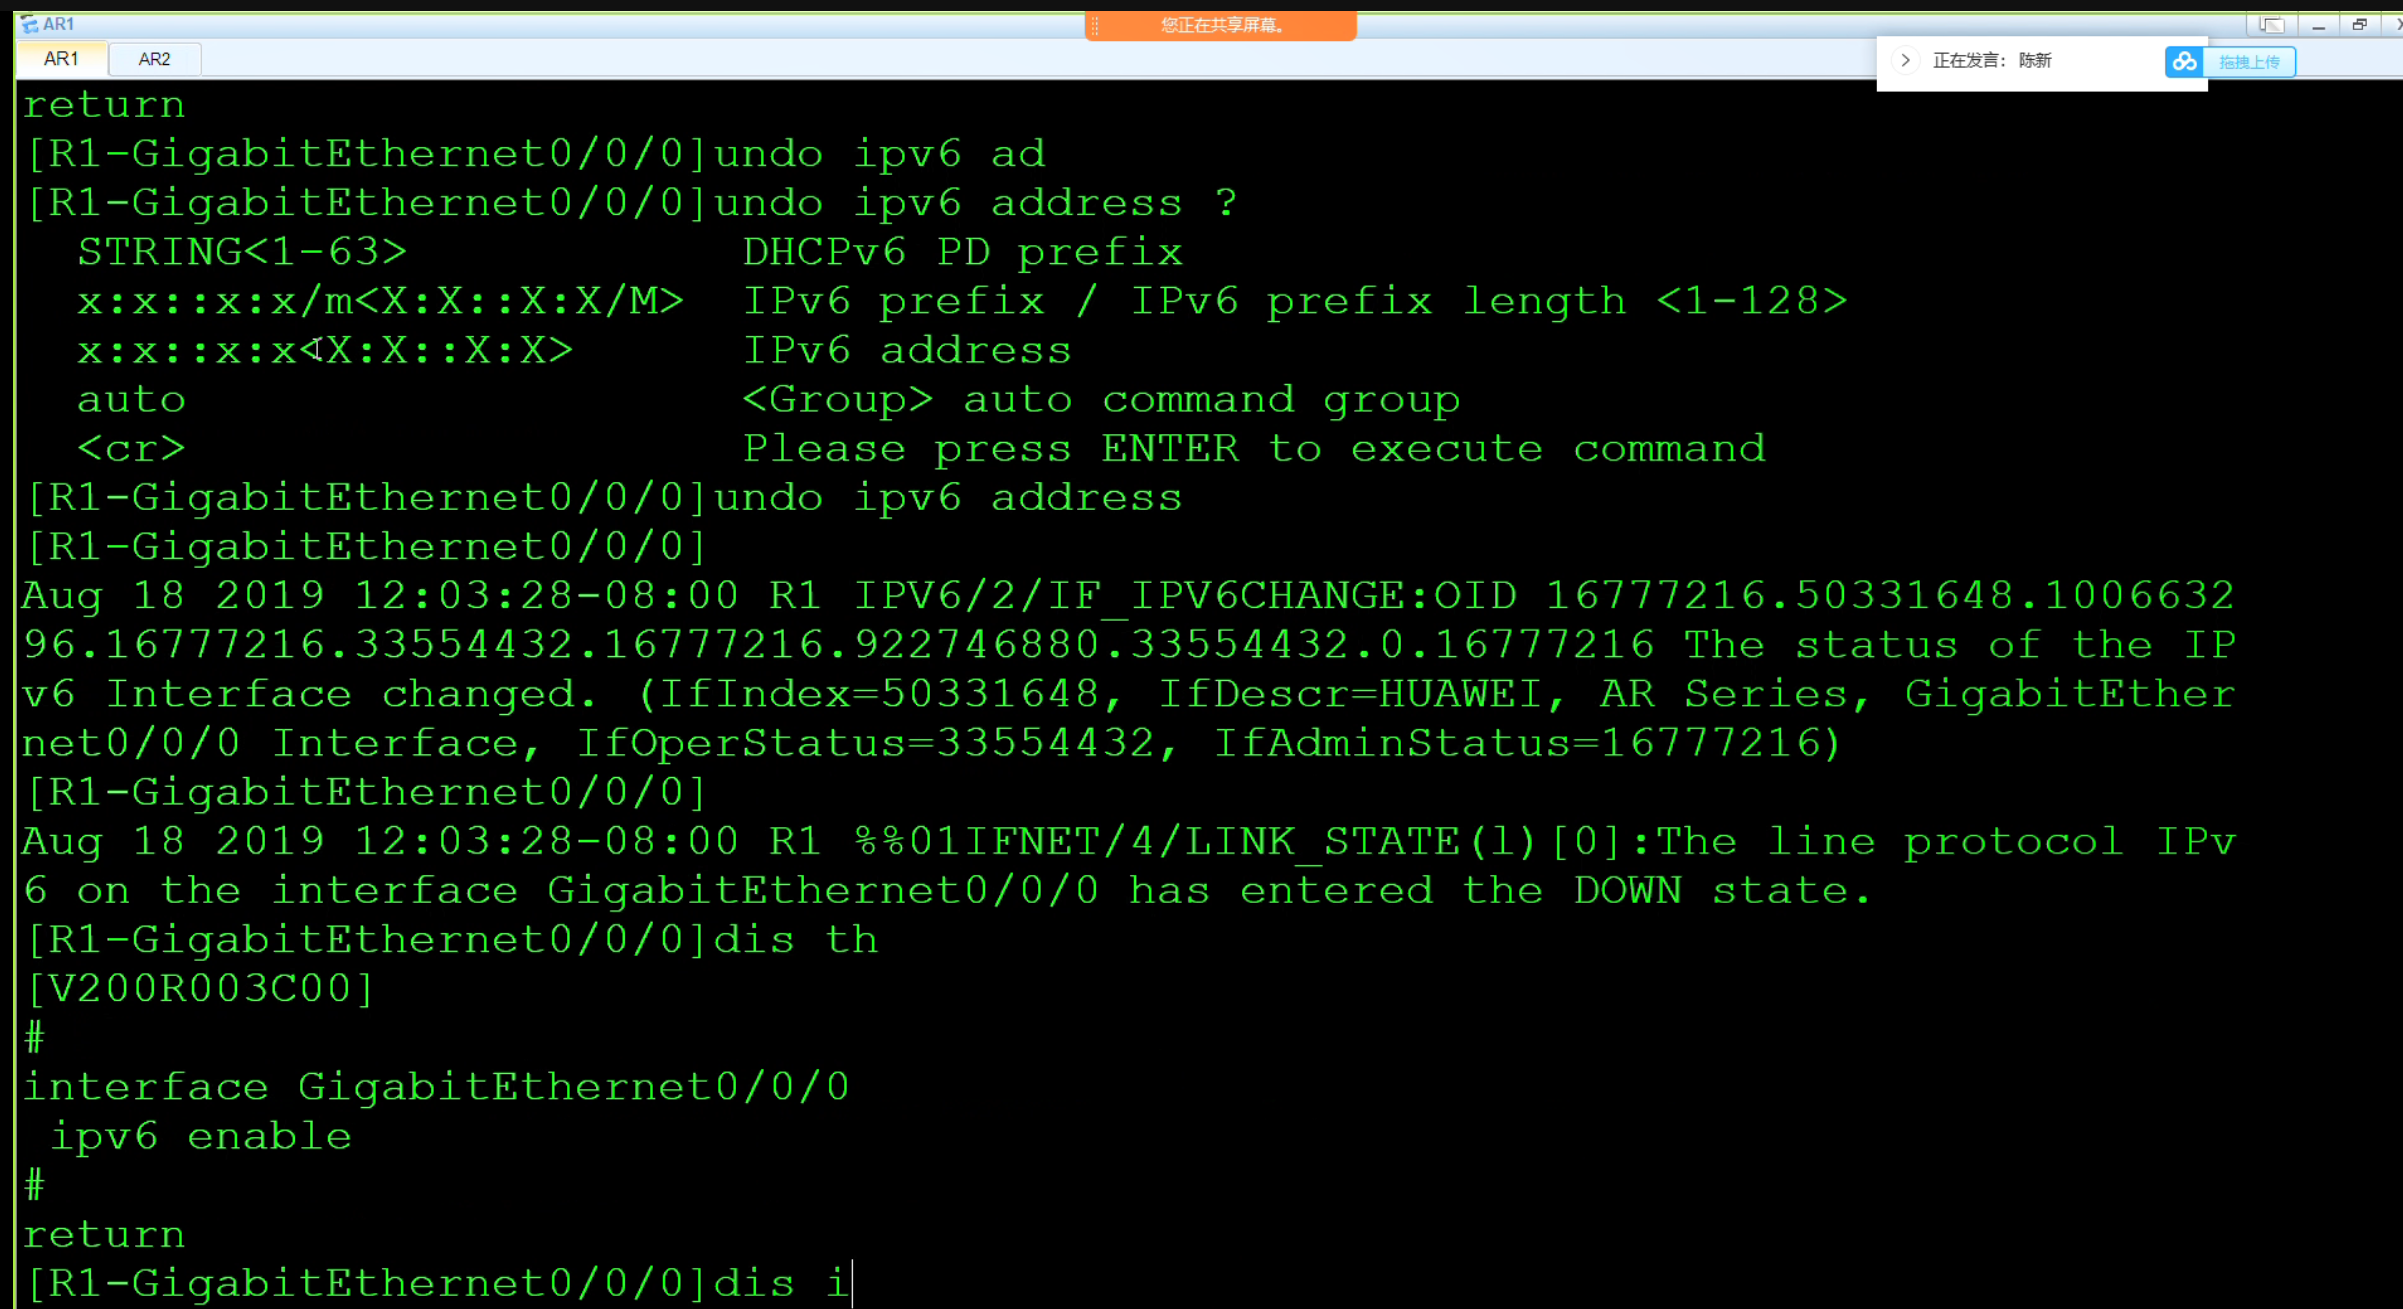 AR1
您正在共享屏幕。
AR1
AR2
正在发言: 陈新
拖拽上传
return
[R1-GigabitEthernet0/0/0]undo ipv6 ad
[R1-GigabitEthernet0/0/0]undo ipv6 address ?
STRING<1-63> DHCPv6 PD prefix
x:x::x:x/m<X:X::X:X/M> IPv6 prefix / IPv6 prefix length <1-128>
x:x::x:x<X:X::X:X> IPv6 address
auto <Group> auto command group
<cr> Please press ENTER to execute command
[R1-GigabitEthernet0/0/0]undo ipv6 address
[R1-GigabitEthernet0/0/0]
Aug 18 2019 12:03:28-08:00 R1 IPV6/2/IF_IPV6CHANGE:OID 16777216.50331648.1006632
96.16777216.33554432.16777216.922746880.33554432.0.16777216 The status of the IP
v6 Interface changed. (IfIndex=50331648, IfDescr=HUAWEI, AR Series, GigabitEther
net0/0/0 Interface, IfOperStatus=33554432, IfAdminStatus=16777216)
[R1-GigabitEthernet0/0/0]
Aug 18 2019 12:03:28-08:00 R1 %%01IFNET/4/LINK_STATE(l)[0]:The line protocol IPv
6 on the interface GigabitEthernet0/0/0 has entered the DOWN state.
[R1-GigabitEthernet0/0/0]dis th
[V200R003C00]
#
interface GigabitEthernet0/0/0
ipv6 enable
#
return
[R1-GigabitEthernet0/0/0]dis i